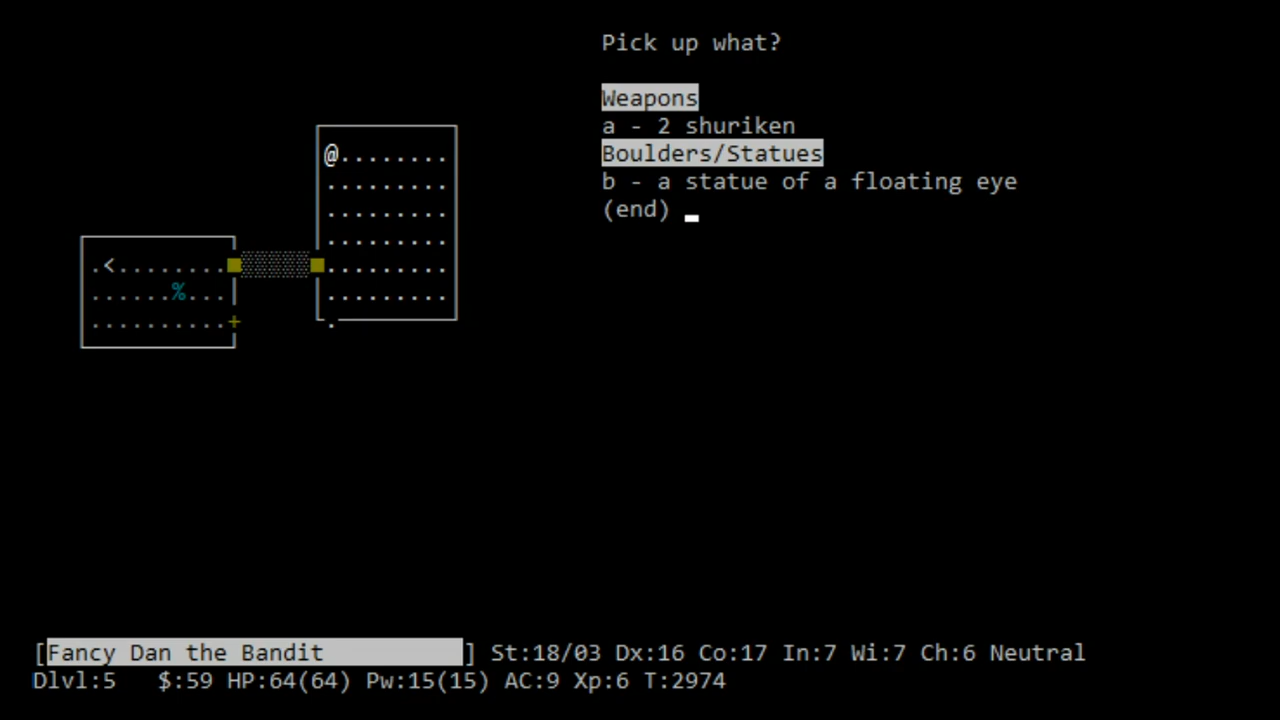 Pick up what?
Weapons
a - 2 shuriken
Boulders/Statues
b - a statue of a floating eye
(end)
@........
.........
.........
.........
.<........ .........
......%... .........
..........+ .
[Fancy Dan the Bandit ] St:18/03 Dx:16 Co:17 In:7 Wi:7 Ch:6 Neutral
Dlvl:5 $:59 HP:64(64) Pw:15(15) AC:9 Xp:6 T:2974